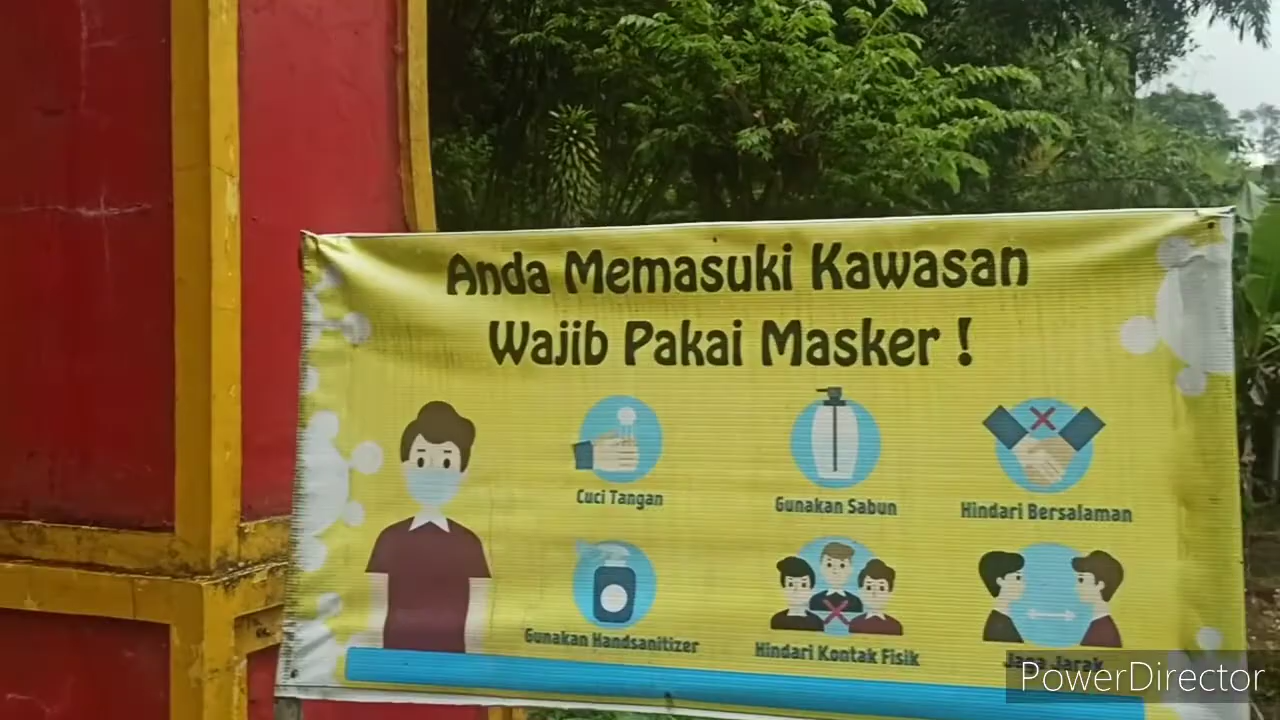 Anda Memasuki Kawasan
Wajib Pakai Masker !
Cuci Tangan
Gunakan Sabun
Hindari Bersalaman
Gunakan Handsanitizer
Hindari Kontak Fisik
Jaga Jarak
PowerDirector